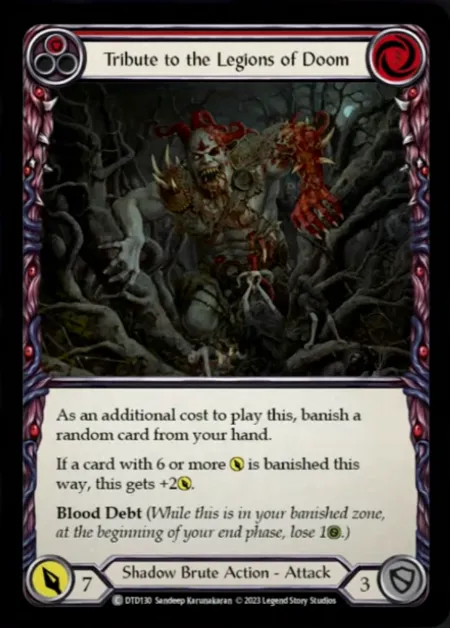 Tribute to the Legions of Doom
As an additional cost to play this, banish a
random card from your hand.
If a card with 6 or more is banished this
way, this gets +2.
Blood Debt (While this is in your banished zone,
at the beginning of your end phase, lose 1.)
7
Shadow Brute Action - Attack
3
C DTD130 Sandeep Karunakaran © 2023 Legend Story Studios